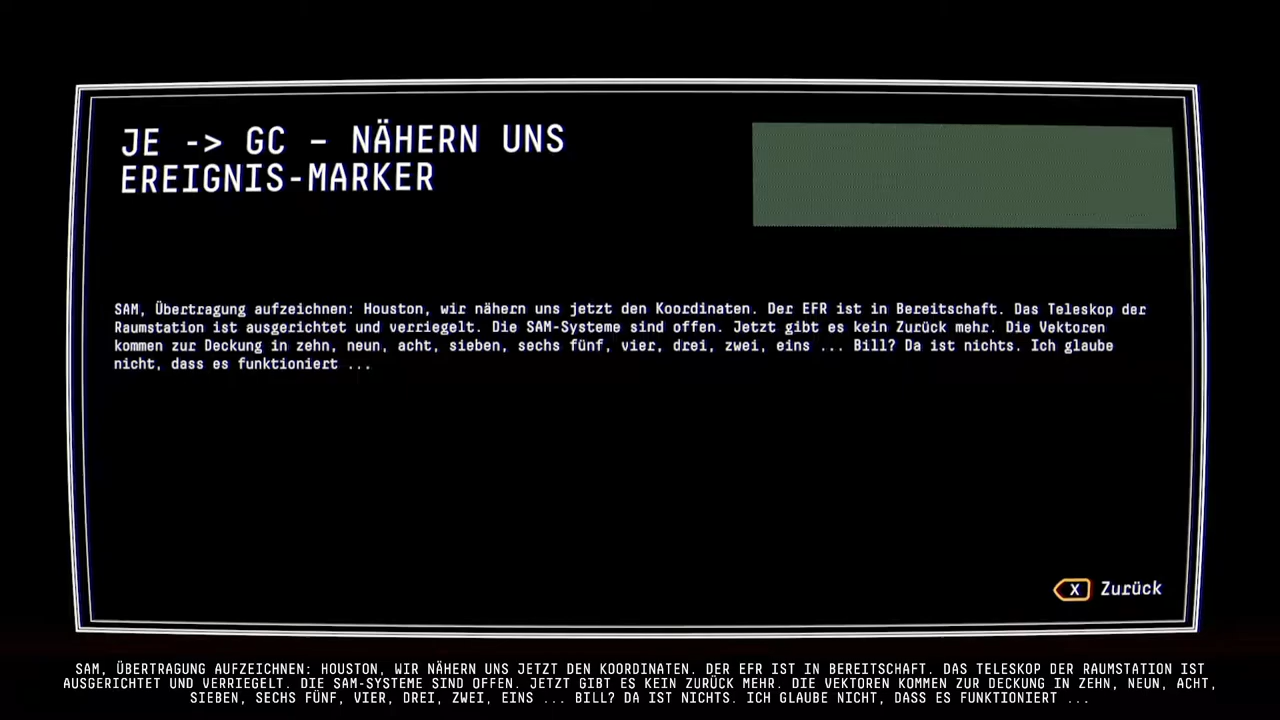 JE -> GC – NÄHERN UNS
EREIGNIS-MARKER
SAM, Übertragung aufzeichnen: Houston, wir nähern uns jetzt den Koordinaten. Der EFR ist in Bereitschaft. Das Teleskop der
Raumstation ist ausgerichtet und verriegelt. Die SAM-Systeme sind offen. Jetzt gibt es kein Zurück mehr. Die Vektoren
kommen zur Deckung in zehn, neun, acht, sieben, sechs fünf, vier, drei, zwei, eins ... Bill? Da ist nichts. Ich glaube
nicht, dass es funktioniert ...
X Zurück
SAM, ÜBERTRAGUNG AUFZEICHNEN: HOUSTON, WIR NÄHERN UNS JETZT DEN KOORDINATEN. DER EFR IST IN BEREITSCHAFT. DAS TELESKOP DER RAUMSTATION IST
AUSGERICHTET UND VERRIEGELT. DIE SAM-SYSTEME SIND OFFEN. JETZT GIBT ES KEIN ZURÜCK MEHR. DIE VEKTOREN KOMMEN ZUR DECKUNG IN ZEHN, NEUN, ACHT,
SIEBEN, SECHS FÜNF, VIER, DREI, ZWEI, EINS ... BILL? DA IST NICHTS. ICH GLAUBE NICHT, DASS ES FUNKTIONIERT ...